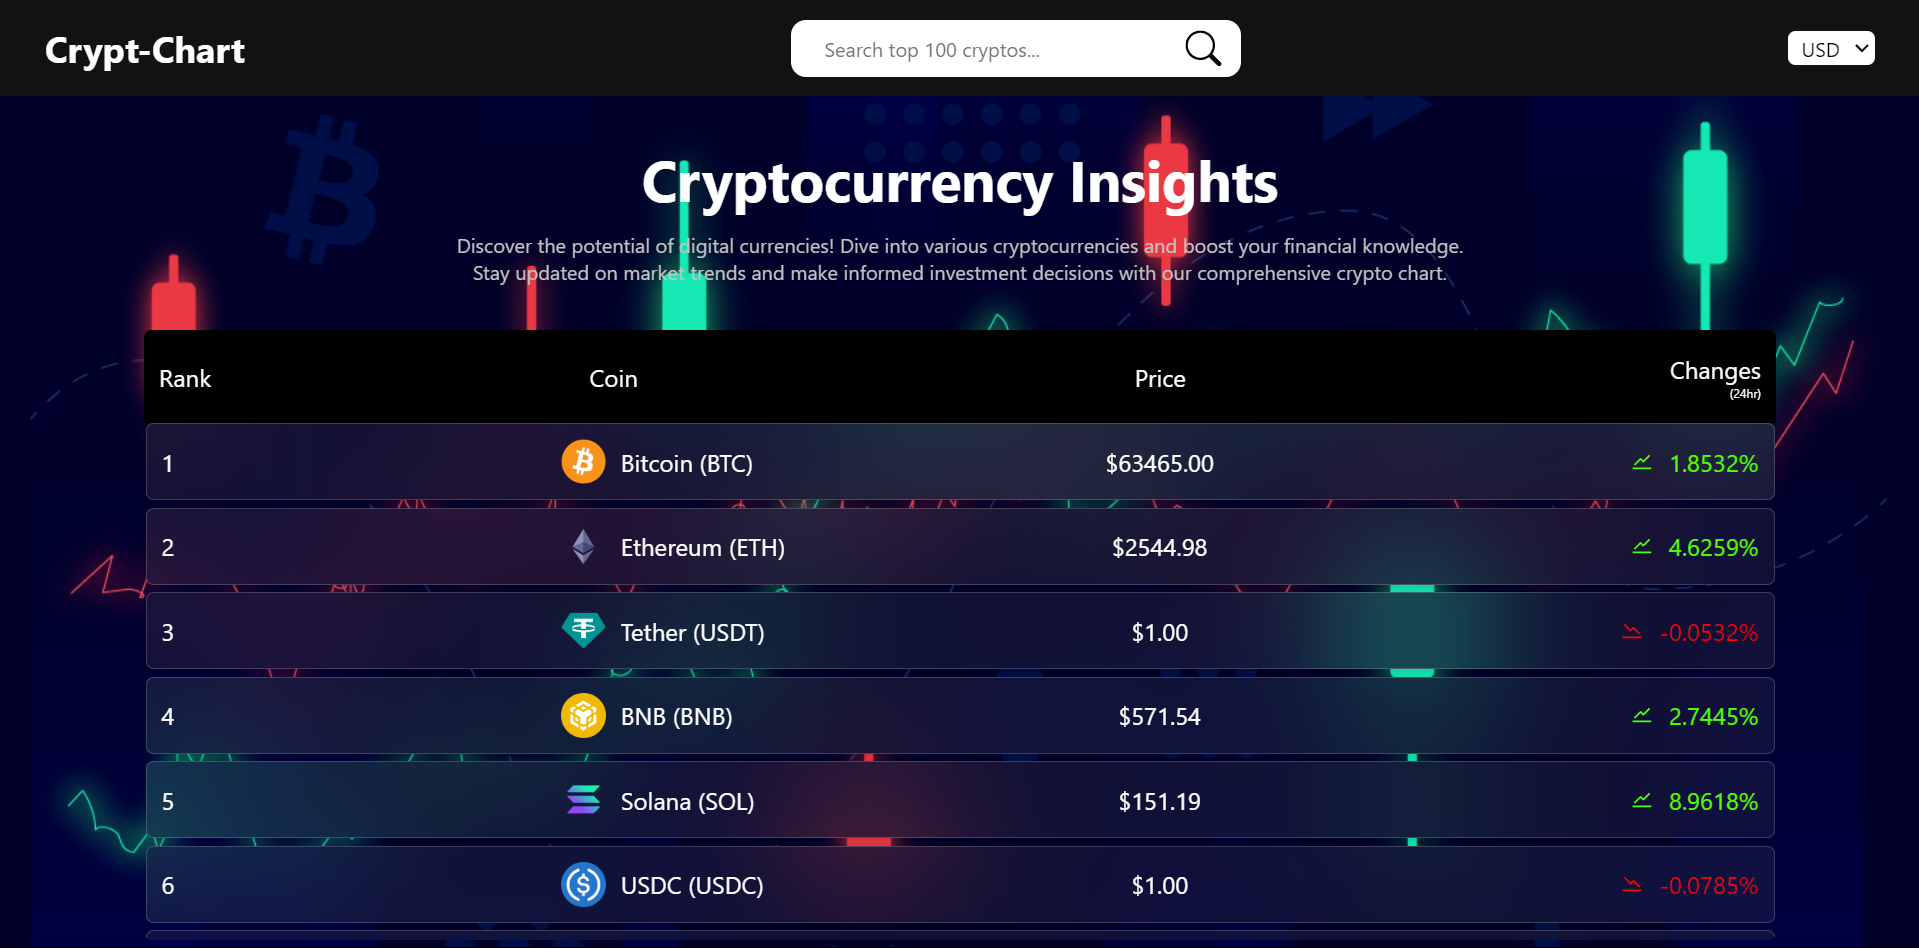 Crypt-Chart
Search top 100 cryptos...
USD
Cryptocurrency Insights
Discover the potential of digital currencies! Dive into various cryptocurrencies and boost your financial knowledge.
Stay updated on market trends and make informed investment decisions with our comprehensive crypto chart.
Rank Coin Price Changes
(24hr)
1 Bitcoin (BTC) $63465.00 1.8532%
2 Ethereum (ETH) $2544.98 4.6259%
3 Tether (USDT) $1.00 -0.0532%
4 BNB (BNB) $571.54 2.7445%
5 Solana (SOL) $151.19 8.9618%
6 USDC (USDC) $1.00 -0.0785%